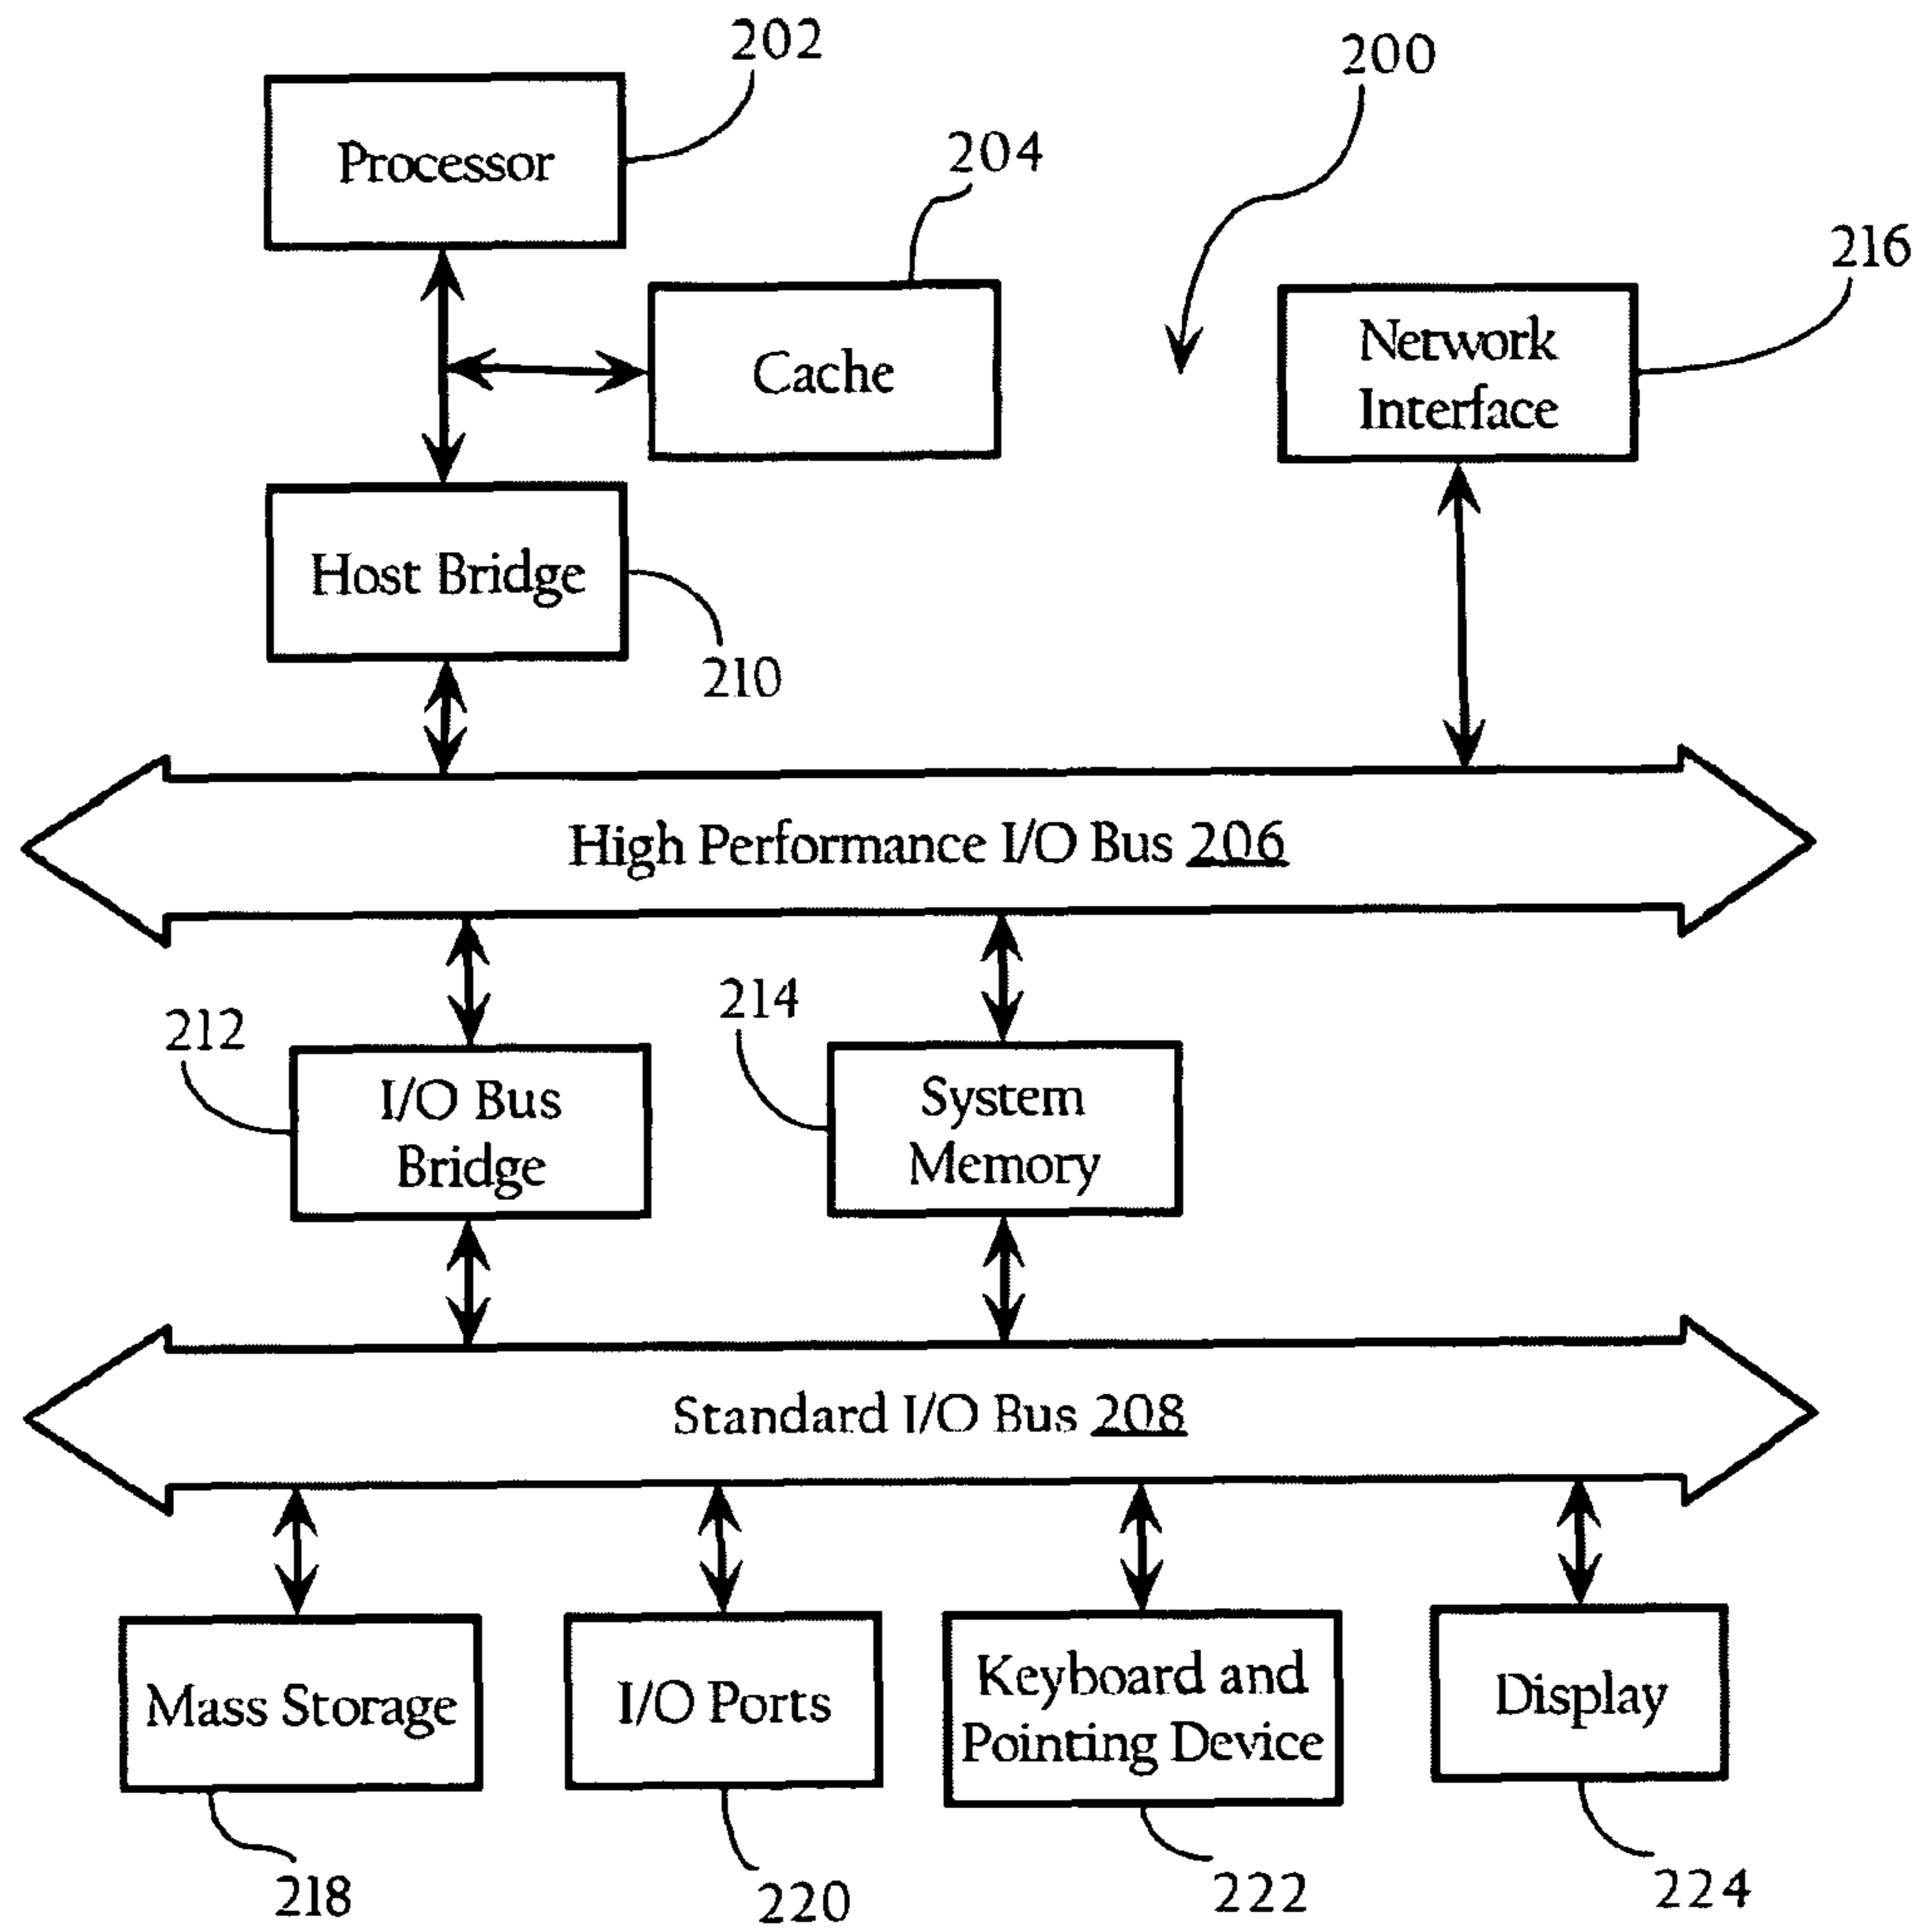 202
200
Processor
204
216
Network
Interface
Cache
Host Bridge
210
High Performance I/O Bus 206
212
214
I/O Bus
Bridge
System
Memory
Standard I/O Bus 208
Mass Storage
I/O Ports
Keyboard and
Pointing Device
Display
218
220
222
224